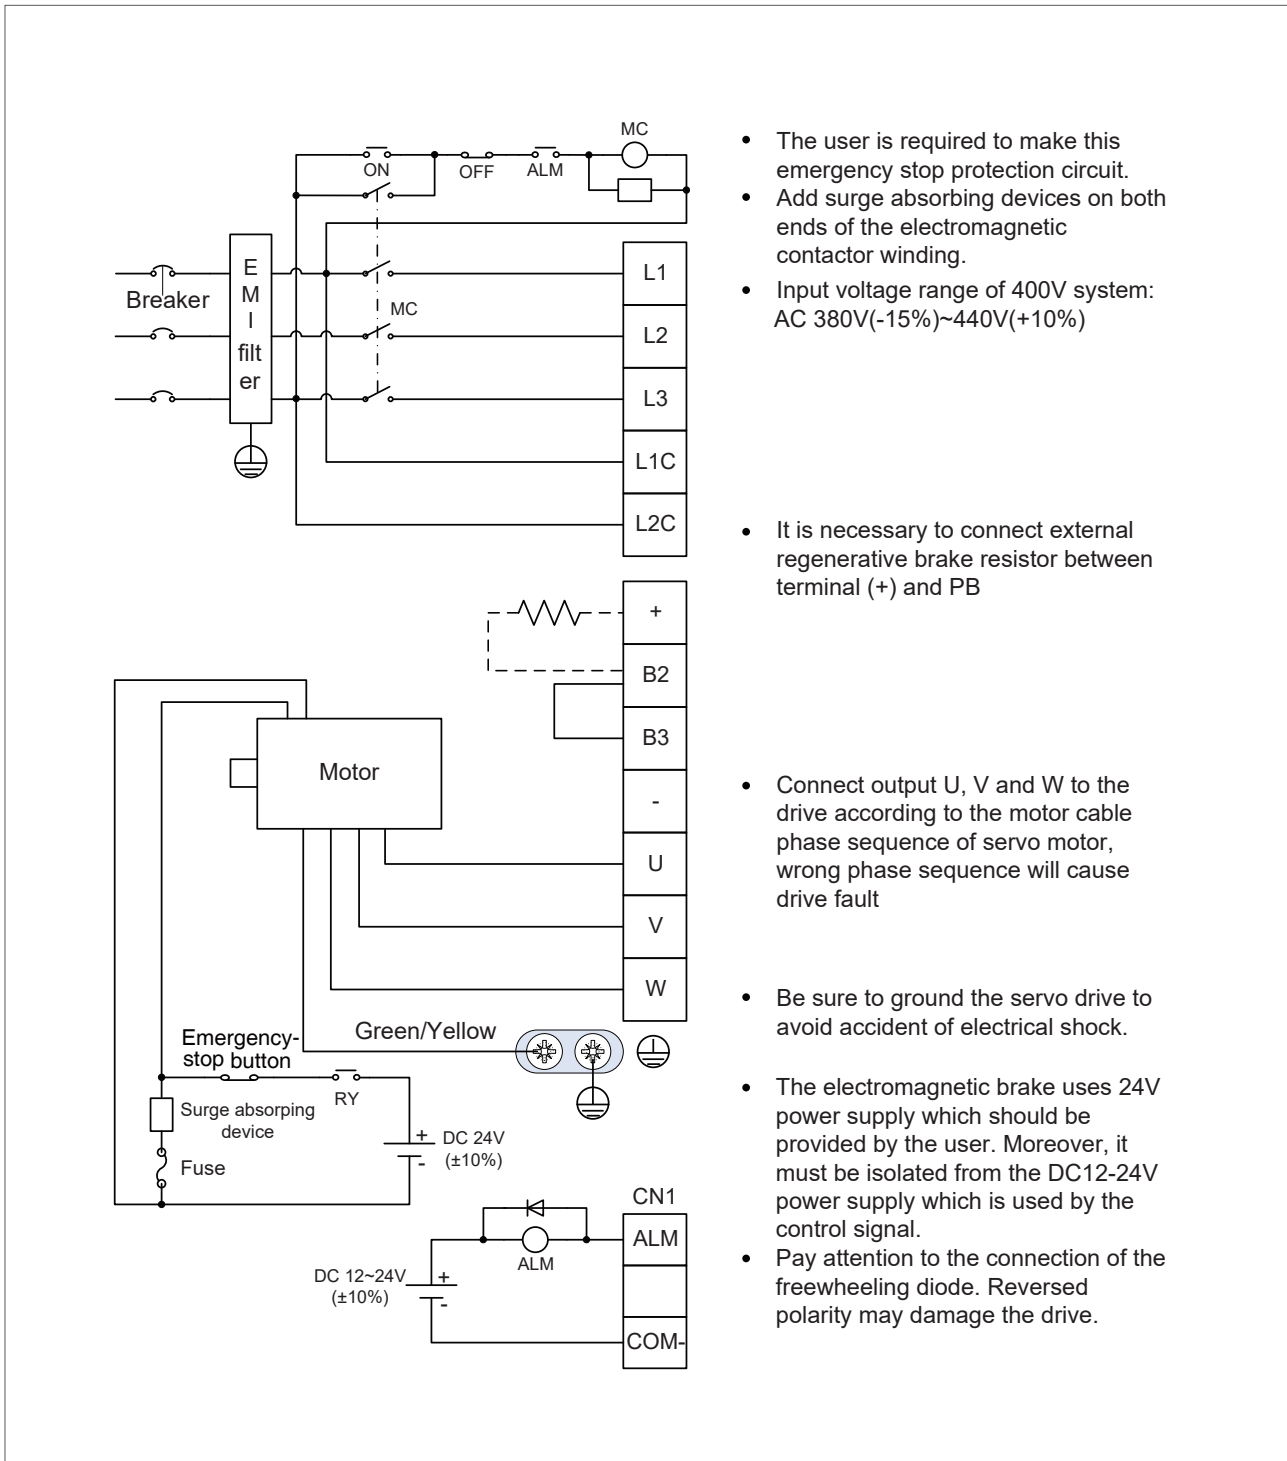 MC
ON
OFF
ALM
E
M
I
filt
er
Breaker
MC
L1
L2
L3
L1C
L2C
+
B2
B3
-
U
V
W
Motor
Green/Yellow
Emergency-
stop button
RY
Surge absorping
device
Fuse
+
-
DC 24V
(±10%)
CN1
ALM
COM-
ALM
DC 12~24V
(±10%)
+
-
• The user is required to make this
emergency stop protection circuit.
• Add surge absorbing devices on both
ends of the electromagnetic
contactor winding.
• Input voltage range of 400V system:
AC 380V(-15%)~440V(+10%)
• It is necessary to connect external
regenerative brake resistor between
terminal (+) and PB
• Connect output U, V and W to the
drive according to the motor cable
phase sequence of servo motor,
wrong phase sequence will cause
drive fault
• Be sure to ground the servo drive to
avoid accident of electrical shock.
• The electromagnetic brake uses 24V
power supply which should be
provided by the user. Moreover, it
must be isolated from the DC12-24V
power supply which is used by the
control signal.
• Pay attention to the connection of the
freewheeling diode. Reversed
polarity may damage the drive.